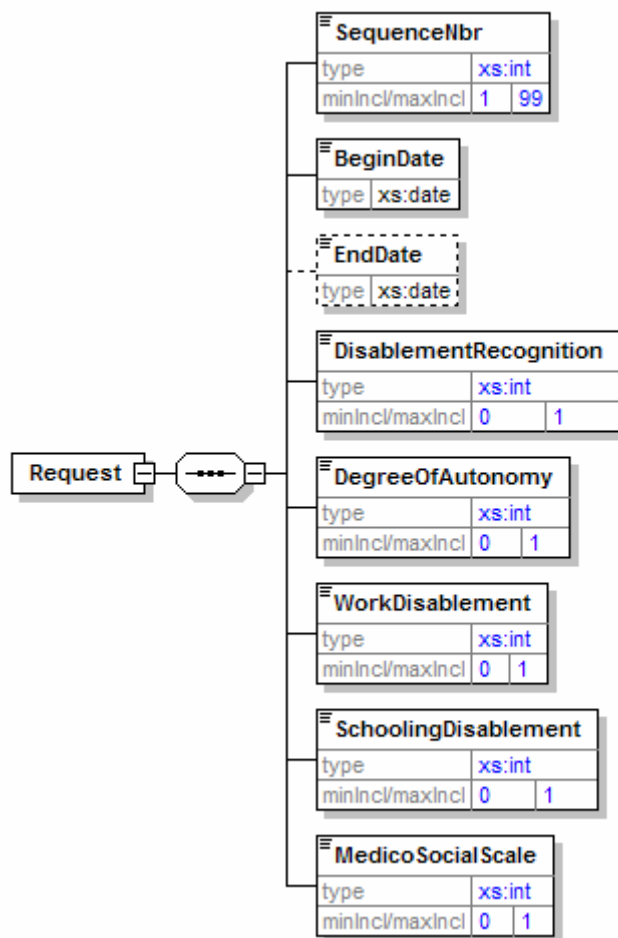 SequenceNbr
type xs:int
minIncl/maxIncl 1 99
BeginDate
type xs:date
EndDate
type xs:date
DisablementRecognition
type xs:int
minIncl/maxIncl 0 1
Request
DegreeOfAutonomy
type xs:int
minIncl/maxIncl 0 1
WorkDisablement
type xs:int
minIncl/maxIncl 0 1
SchoolingDisablement
type xs:int
minIncl/maxIncl 0 1
MedicoSocialScale
type xs:int
minIncl/maxIncl 0 1